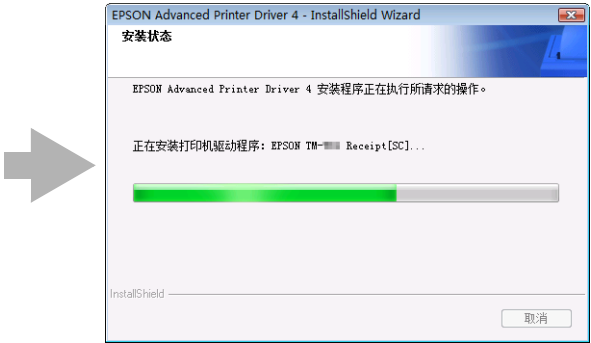 EPSON Advanced Printer Driver 4 - InstallShield Wizard
安装状态
EPSON Advanced Printer Driver 4 安装程序正在执行所请求的操作。
正在安装打印机驱动程序: EPSON TM- Receipt[SC]...
InstallShield
取消